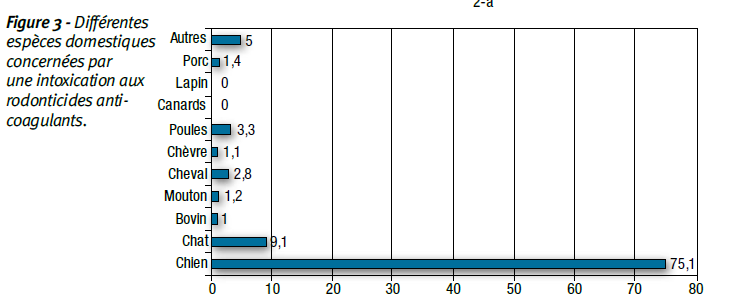 2-a
Figure 3 - Différentes
espèces domestiques
concernées par
une intoxication aux
rodonticides anti-
coagulants.
Autres 5
Porc 1,4
Lapin 0
Canards 0
Poules 3,3
Chèvre 1,1
Cheval 2,8
Mouton 1,2
Bovin 1
Chat 9,1
Chien 75,1
0 10 20 30 40 50 60 70 80